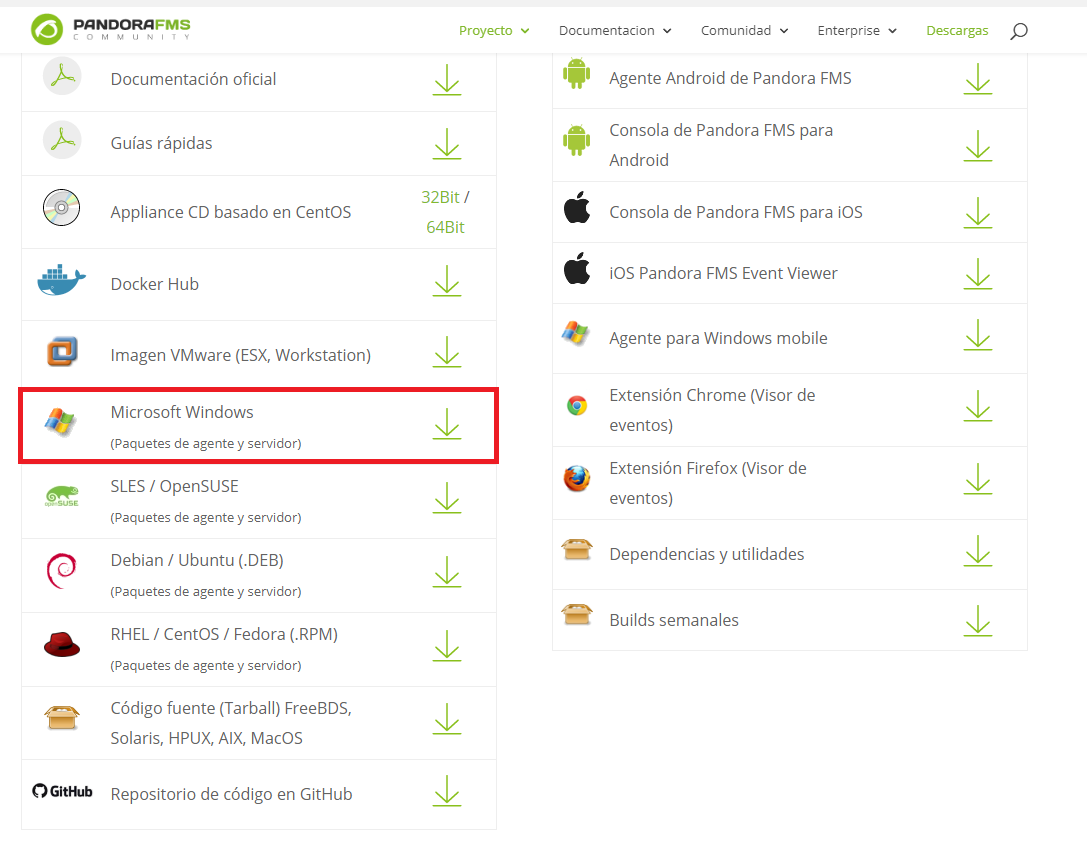 PANDORAFMS
COMMUNITY
Proyecto
Documentacion
Comunidad
Enterprise
Descargas
Documentación oficial
Guías rápidas
Appliance CD basado en CentOS
32Bit /
64Bit
Docker Hub
Imagen VMware (ESX, Workstation)
Microsoft Windows
(Paquetes de agente y servidor)
SLES / OpenSUSE
(Paquetes de agente y servidor)
openSUSE
Debian / Ubuntu (.DEB)
(Paquetes de agente y servidor)
RHEL / CentOS / Fedora (.RPM)
(Paquetes de agente y servidor)
Código fuente (Tarball) FreeBDS,
Solaris, HPUX, AIX, MacOS
GitHub
Repositorio de código en GitHub
Agente Android de Pandora FMS
Consola de Pandora FMS para
Android
Consola de Pandora FMS para iOS
iOS Pandora FMS Event Viewer
Agente para Windows mobile
Extensión Chrome (Visor de
eventos)
Extensión Firefox (Visor de
eventos)
Dependencias y utilidades
Builds semanales